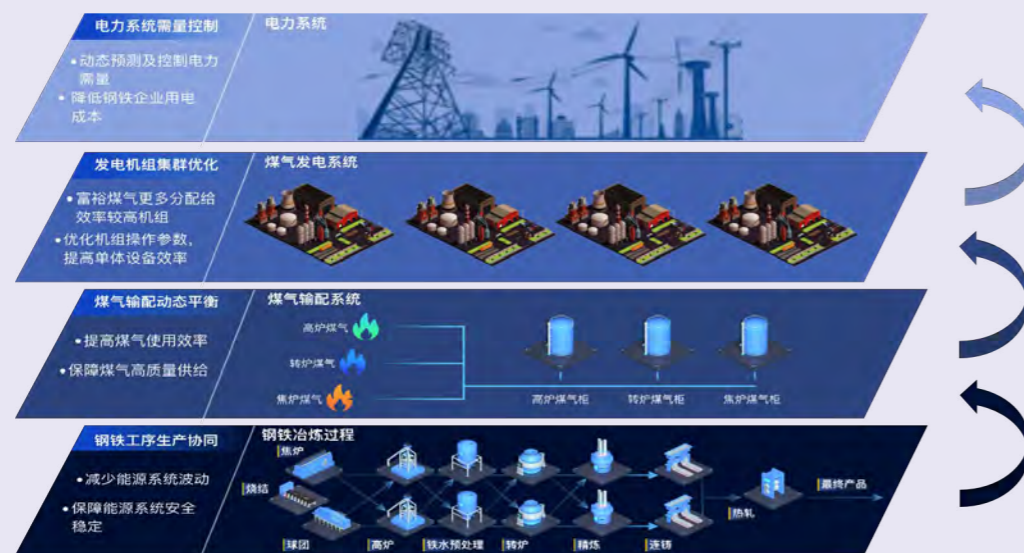 电力系统需量控制
电力系统
•动态预测及控制电力
需量
•降低钢铁企业用电
成本
发电机组集群优化
煤气发电系统
•富裕煤气更多分配给
效率较高机组
•优化机组操作参数,
提高单体设备效率
煤气输配动态平衡
煤气输配系统
•提高煤气使用效率
•保障煤气高质量供给
高炉煤气
转炉煤气
焦炉煤气
高炉煤气柜
转炉煤气柜
焦炉煤气柜
钢铁工序生产协同
钢铁冶炼过程
•减少能源系统波动
•保障能源系统安全
稳定
焦炉
烧结
球团
高炉
铁水预处理
转炉
精炼
连铸
热轧
最终产品